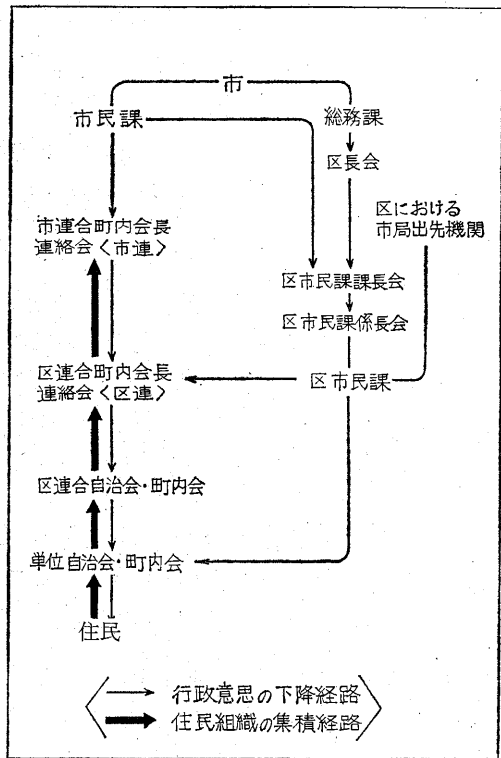 市
市民課
総務課
区長会
市連合町内会長
連絡会〈市連〉
区における
市局出先機関
区市民課課長会
区市民課係長会
区連合町内会長
連絡会〈区連〉
区市民課
区連合自治会・町内会
単位自治会・町内会
住民
行政意思の下降経路
住民組織の集積経路